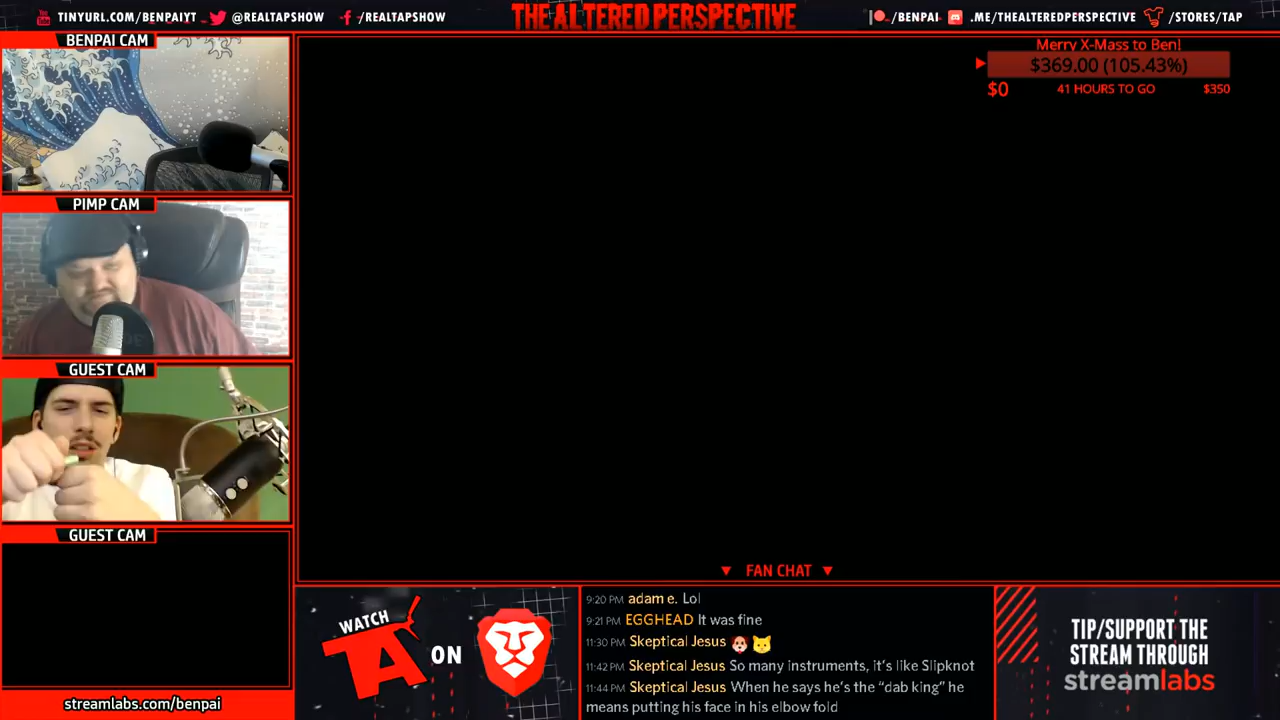 TINYURL.COM/BENPAIYT
@REALTAPSHOW
/REALTAPSHOW
THE ALTERED PERSPECTIVE
/BENPAI
.ME/THEALTEREDPERSPECTIVE
/STORES/TAP
BENPAI CAM
PIMP CAM
GUEST CAM
GUEST CAM
streamlabs.com/benpai
Merry X-Mass to Ben!
$369.00 (105.43%)
$0
41 HOURS TO GO
$350
▼ FAN CHAT ▼
WATCH
ON
9:20 PM adam e. Lol
9:21 PM EGGHEAD It was fine
11:30 PM Skeptical Jesus 🐶 🐱
11:42 PM Skeptical Jesus So many instruments, it's like Slipknot
11:44 PM Skeptical Jesus When he says he's the “dab king” he
means putting his face in his elbow fold
TIP/SUPPORT THE
STREAM THROUGH
streamlabs